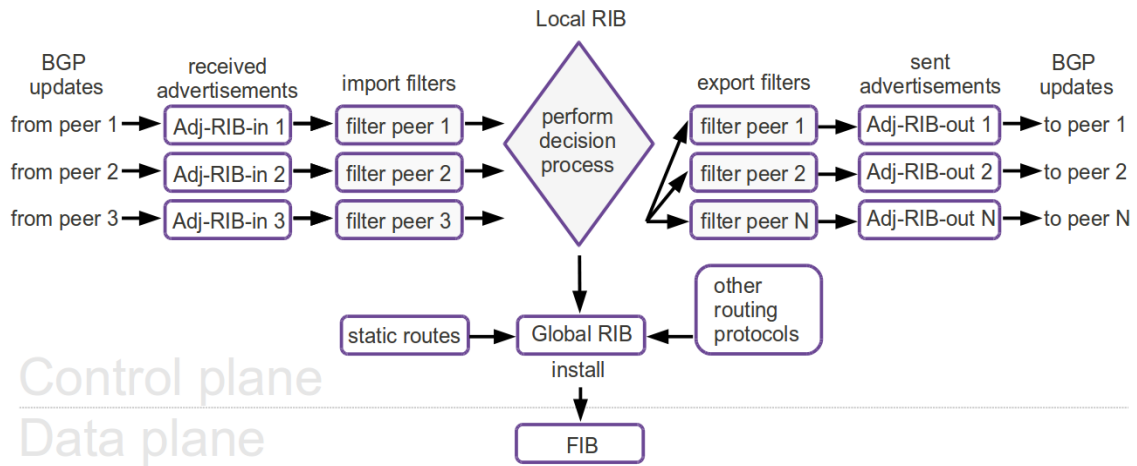 Local RIB
BGP
updates
received
advertisements
import filters
export filters
sent
advertisements
BGP
updates
from peer 1
Adj-RIB-in 1
filter peer 1
perform
decision
process
filter peer 1
Adj-RIB-out 1
to peer 1
from peer 2
Adj-RIB-in 2
filter peer 2
filter peer 2
Adj-RIB-out 2
to peer 2
from peer 3
Adj-RIB-in 3
filter peer 3
filter peer N
Adj-RIB-out N
to peer N
static routes
Global RIB
other
routing
protocols
install
Control plane
Data plane
FIB